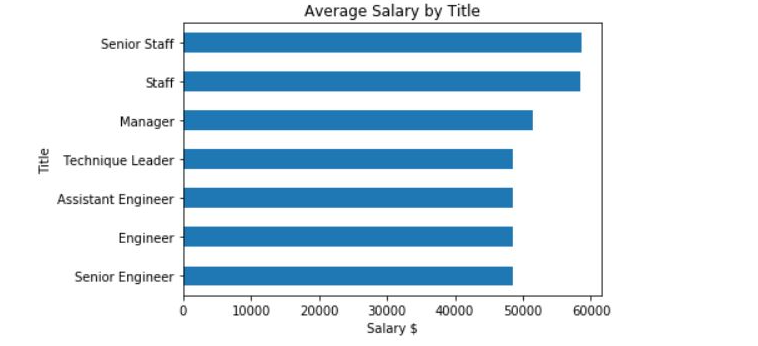 Average Salary by Title
Senior Staff
Staff
Manager
Technique Leader
Assistant Engineer
Engineer
Senior Engineer
Title
0 10000 20000 30000 40000 50000 60000
Salary $